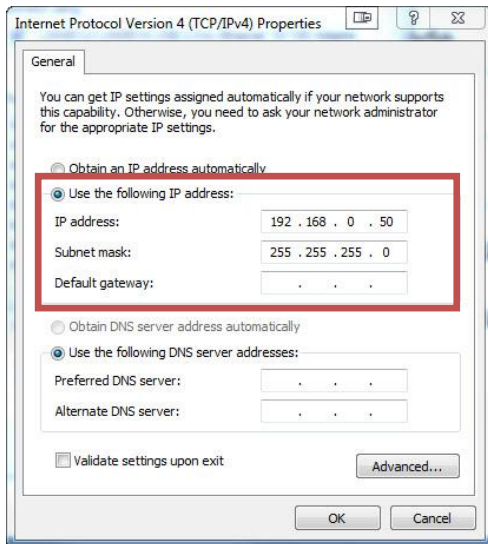 Internet Protocol Version 4 (TCP/IPv4) Properties
General
You can get IP settings assigned automatically if your network supports
this capability. Otherwise, you need to ask your network administrator
for the appropriate IP settings.
Obtain an IP address automatically
Use the following IP address:
IP address: 192 . 168 . 0 . 50
Subnet mask: 255 . 255 . 255 . 0
Default gateway: . . .
Obtain DNS server address automatically
Use the following DNS server addresses:
Preferred DNS server: . . .
Alternate DNS server: . . .
Validate settings upon exit
Advanced...
OK Cancel